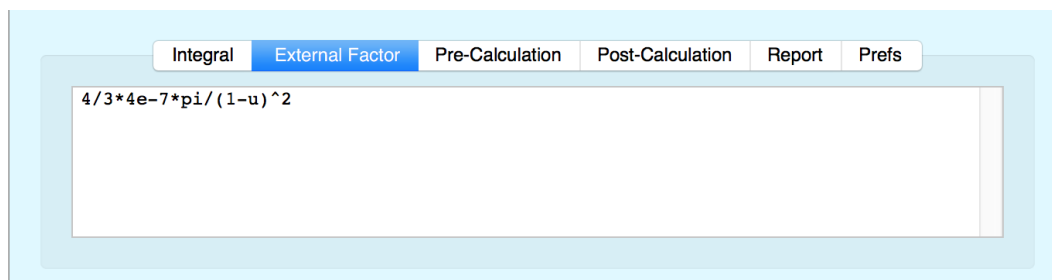 Integral External Factor Pre-Calculation Post-Calculation Report Prefs
4/3*4e-7*pi/(1-u)^2